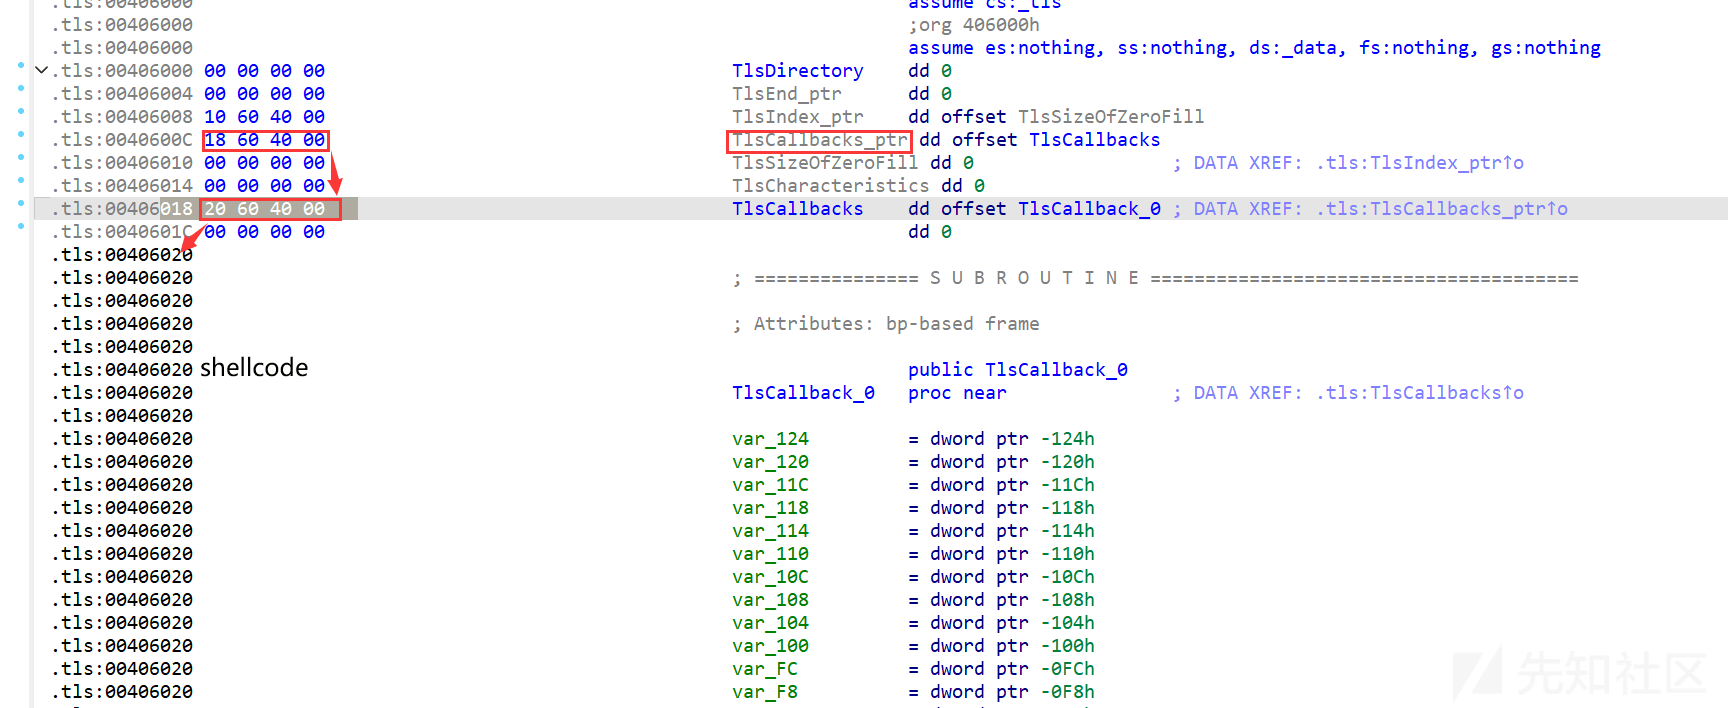 .tls:00406000 assume cs:_tls
.tls:00406000 ;org 406000h
.tls:00406000 assume es:nothing, ss:nothing, ds:_data, fs:nothing, gs:nothing
.tls:00406000 00 00 00 00 TlsDirectory dd 0
.tls:00406004 00 00 00 00 TlsEnd_ptr dd 0
.tls:00406008 10 60 40 00 TlsIndex_ptr dd offset TlsSizeOfZeroFill
.tls:0040600C 18 60 40 00 TlsCallbacks_ptr dd offset TlsCallbacks
.tls:00406010 00 00 00 00 TlsSizeOfZeroFill dd 0 ; DATA XREF: .tls:TlsIndex_ptr↑o
.tls:00406014 00 00 00 00 TlsCharacteristics dd 0
.tls:00406018 20 60 40 00 TlsCallbacks dd offset TlsCallback_0 ; DATA XREF: .tls:TlsCallbacks_ptr↑o
.tls:0040601C 00 00 00 00 dd 0
.tls:00406020
.tls:00406020 ; =============== S U B R O U T I N E =======================================
.tls:00406020
.tls:00406020 ; Attributes: bp-based frame
.tls:00406020
.tls:00406020 shellcode public TlsCallback_0
.tls:00406020 TlsCallback_0 proc near ; DATA XREF: .tls:TlsCallbacks↑o
.tls:00406020
.tls:00406020 var_124 = dword ptr -124h
.tls:00406020 var_120 = dword ptr -120h
.tls:00406020 var_11C = dword ptr -11Ch
.tls:00406020 var_118 = dword ptr -118h
.tls:00406020 var_114 = dword ptr -114h
.tls:00406020 var_110 = dword ptr -110h
.tls:00406020 var_10C = dword ptr -10Ch
.tls:00406020 var_108 = dword ptr -108h
.tls:00406020 var_104 = dword ptr -104h
.tls:00406020 var_100 = dword ptr -100h
.tls:00406020 var_FC = dword ptr -0FCh
.tls:00406020 var_F8 = dword ptr -0F8h
先知社区